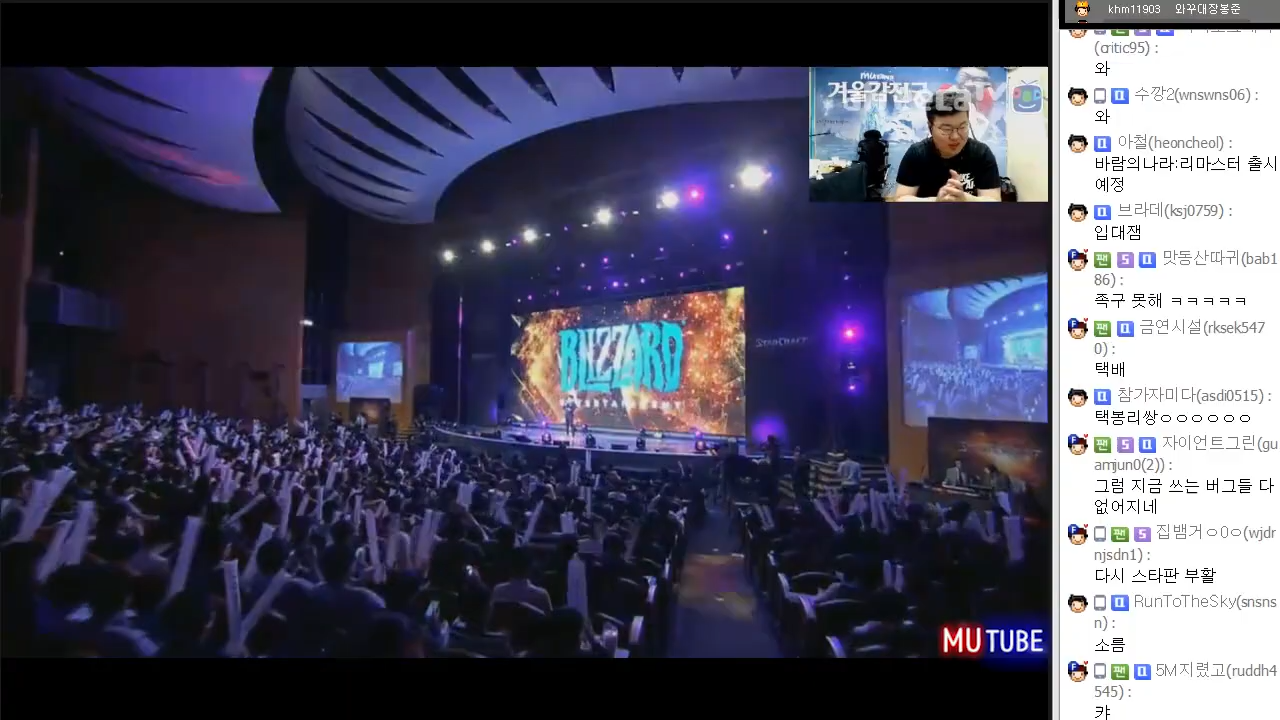 khm11903 와꾸대장봉준
(critic95) :
와
수깡2(wnswns06) :
와
아철(heoncheol) :
바람의나라:리마스터 출시
예정
브라데(ksj0759) :
입대잼
맛동산따귀(bab1
86) :
족구 못해 ㅋㅋㅋㅋㅋ
금연시설(rksek547
0) :
택배
참가자미다(asdi0515) :
택봉리쌍ㅇㅇㅇㅇㅇㅇ
자이언트그린(gu
amjun0(2)) :
그럼 지금 쓰는 버그들 다
없어지네
집뱀거ㅇ0ㅇ(wjdr
njsdn1) :
다시 스타판 부활
RunToTheSky(snsns
n) :
소름
5M지렸고(ruddh4
545) :
캬
겨울감전구
BLIZZARD
ENTERTAINMENT
STARCRAFT
MUTUBE